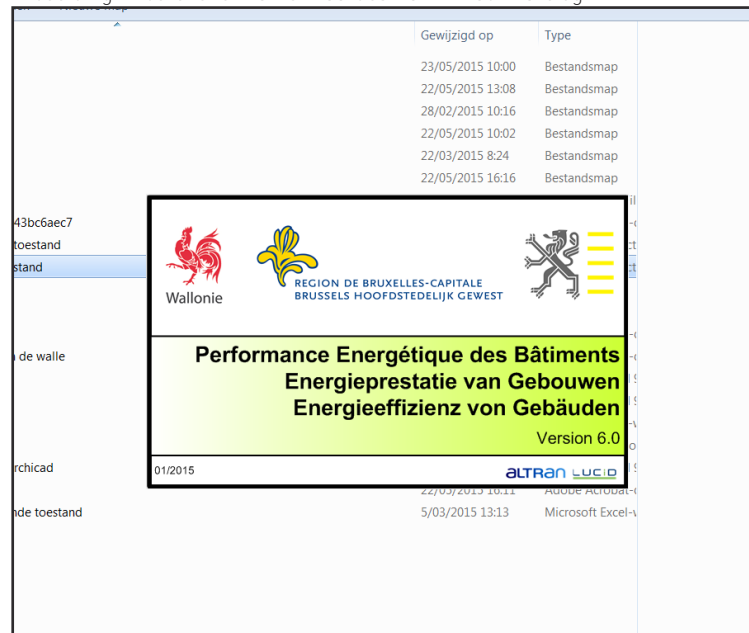 Gewijzigd op Type
23/05/2015 10:00 Bestandsmap
22/05/2015 13:08 Bestandsmap
28/02/2015 10:16 Bestandsmap
22/05/2015 10:02 Bestandsmap
22/03/2015 8:24 Bestandsmap
22/05/2015 16:16 Bestandsmap
43bc6aec7
toestand
stand
de walle
rchicad
nde toestand
Wallonie
REGION DE BRUXELLES-CAPITALE
BRUSSELS HOOFDSTEDELIJK GEWEST
Performance Energétique des Bâtiments
Energieprestatie van Gebouwen
Energieeffizienz von Gebäuden
Version 6.0
01/2015 altran LUCID
22/05/2015 16:11 Adobe Acrobat-
5/03/2015 13:13 Microsoft Excel-